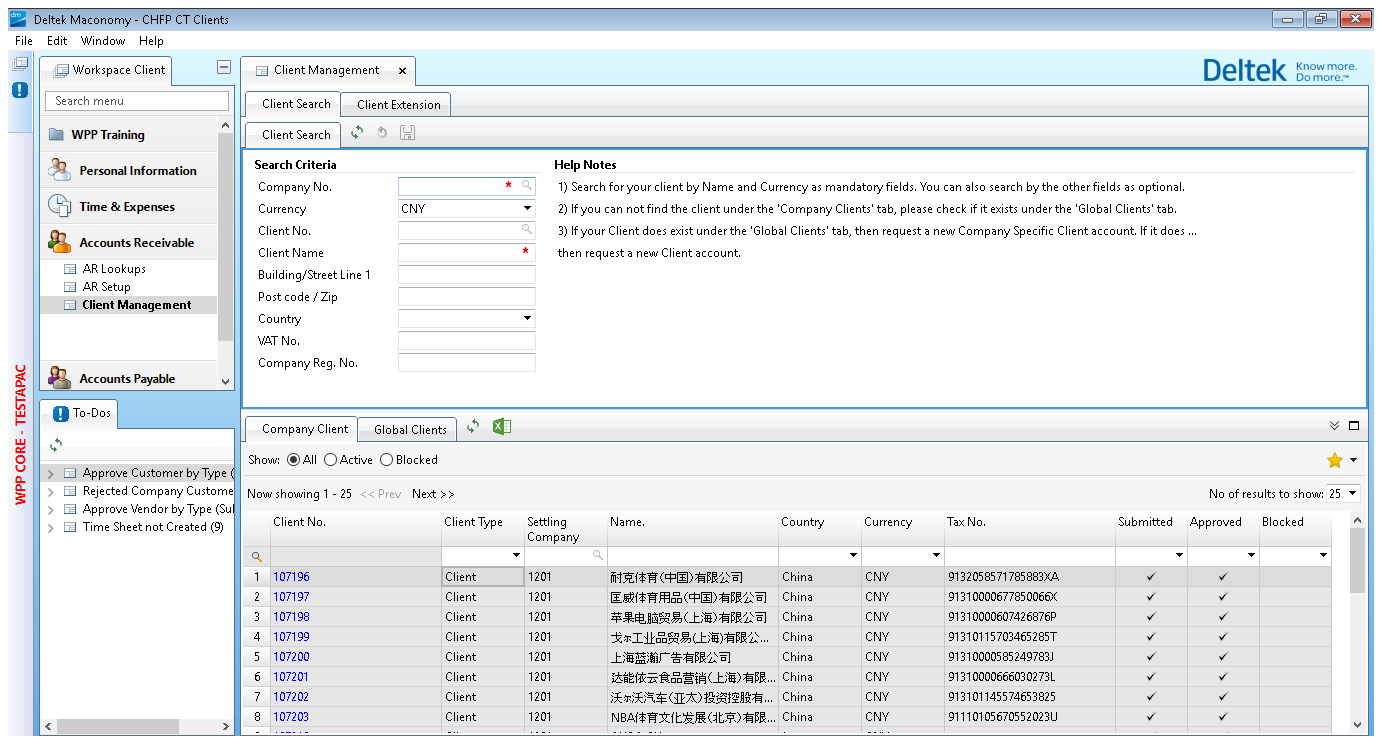 Deltek Maconomy - CHFP CT Clients
File Edit Window Help
Workspace Client
Client Management
Deltek Know more. Do more.™
Search menu
Client Search Client Extension
WPP Training
Client Search
Personal Information
Time & Expenses
Accounts Receivable
AR Lookups
AR Setup
Client Management
Accounts Payable
Search Criteria
Company No. *
Currency CNY
Client No.
Client Name *
Building/Street Line 1
Post code / Zip
Country
VAT No.
Company Reg. No.
Help Notes
1) Search for your client by Name and Currency as mandatory fields. You can also search by the other fields as optional.
2) If you can not find the client under the 'Company Clients' tab, please check if it exists under the 'Global Clients' tab.
3) If your Client does exist under the 'Global Clients' tab, then request a new Company Specific Client account. If it does ...
then request a new Client account.
WPP CORE - TESTAPAC
To-Dos
Approve Customer by Type (
Rejected Company Custome
Approve Vendor by Type (Sul
Time Sheet not Created (9)
Company Client Global Clients
Show: All Active Blocked
Now showing 1 - 25 << Prev Next >> No of results to show: 25
Client No. Client Type Settling Company Name. Country Currency Tax No. Submitted Approved Blocked
1 107196 Client 1201 耐克体育(中国)有限公司 China CNY 9132058571785883XA ✓ ✓
2 107197 Client 1201 匡威体育用品(中国)有限公司 China CNY 91310000677850066X ✓ ✓
3 107198 Client 1201 苹果电脑贸易(上海)有限公司 China CNY 91310000607426876P ✓ ✓
4 107199 Client 1201 戈尔工业品贸易(上海)有限公... China CNY 91310115703465285T ✓ ✓
5 107200 Client 1201 上海蓝瀚广告有限公司 China CNY 91310000585249783J ✓ ✓
6 107201 Client 1201 达能依云食品营销(上海)有限... China CNY 91310000666030273L ✓ ✓
7 107202 Client 1201 沃尔沃汽车(亚太)投资控股有... China CNY 913101145574653825 ✓ ✓
8 107203 Client 1201 NBA体育文化发展(北京)有限... China CNY 91110105670552023U ✓ ✓